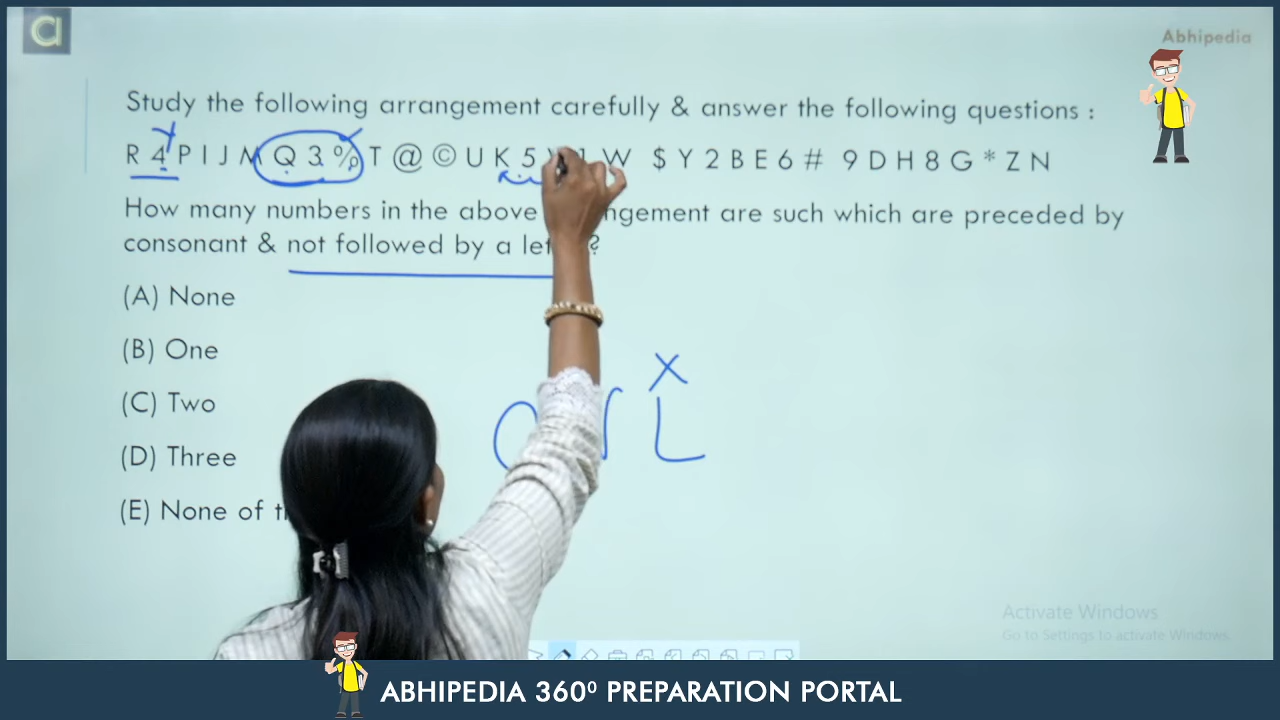 Abhipedia
Study the following arrangement carefully & answer the following questions :
R 4 P I J M Q 3 % T @ © U K 5 W $ Y 2 B E 6 # 9 D H 8 G * Z N
How many numbers in the above are such which are preceded by
consonant & not followed by a ?
(A) None
(B) One
(C) Two
(D) Three
(E) None of
L
Activate Windows
Go to Settings to activate Windows.
ABHIPEDIA 360⁰ PREPARATION PORTAL